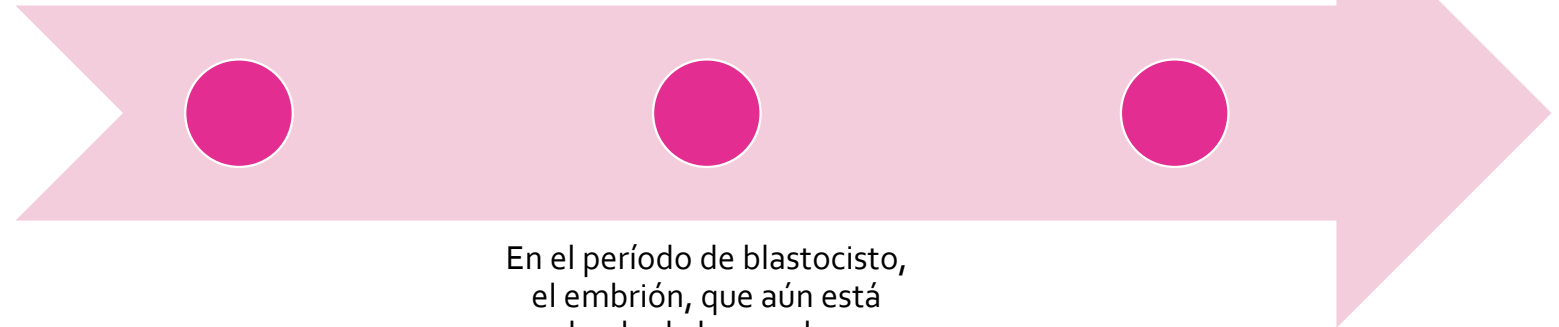 En el período de blastocisto,
el embrión, que aún está